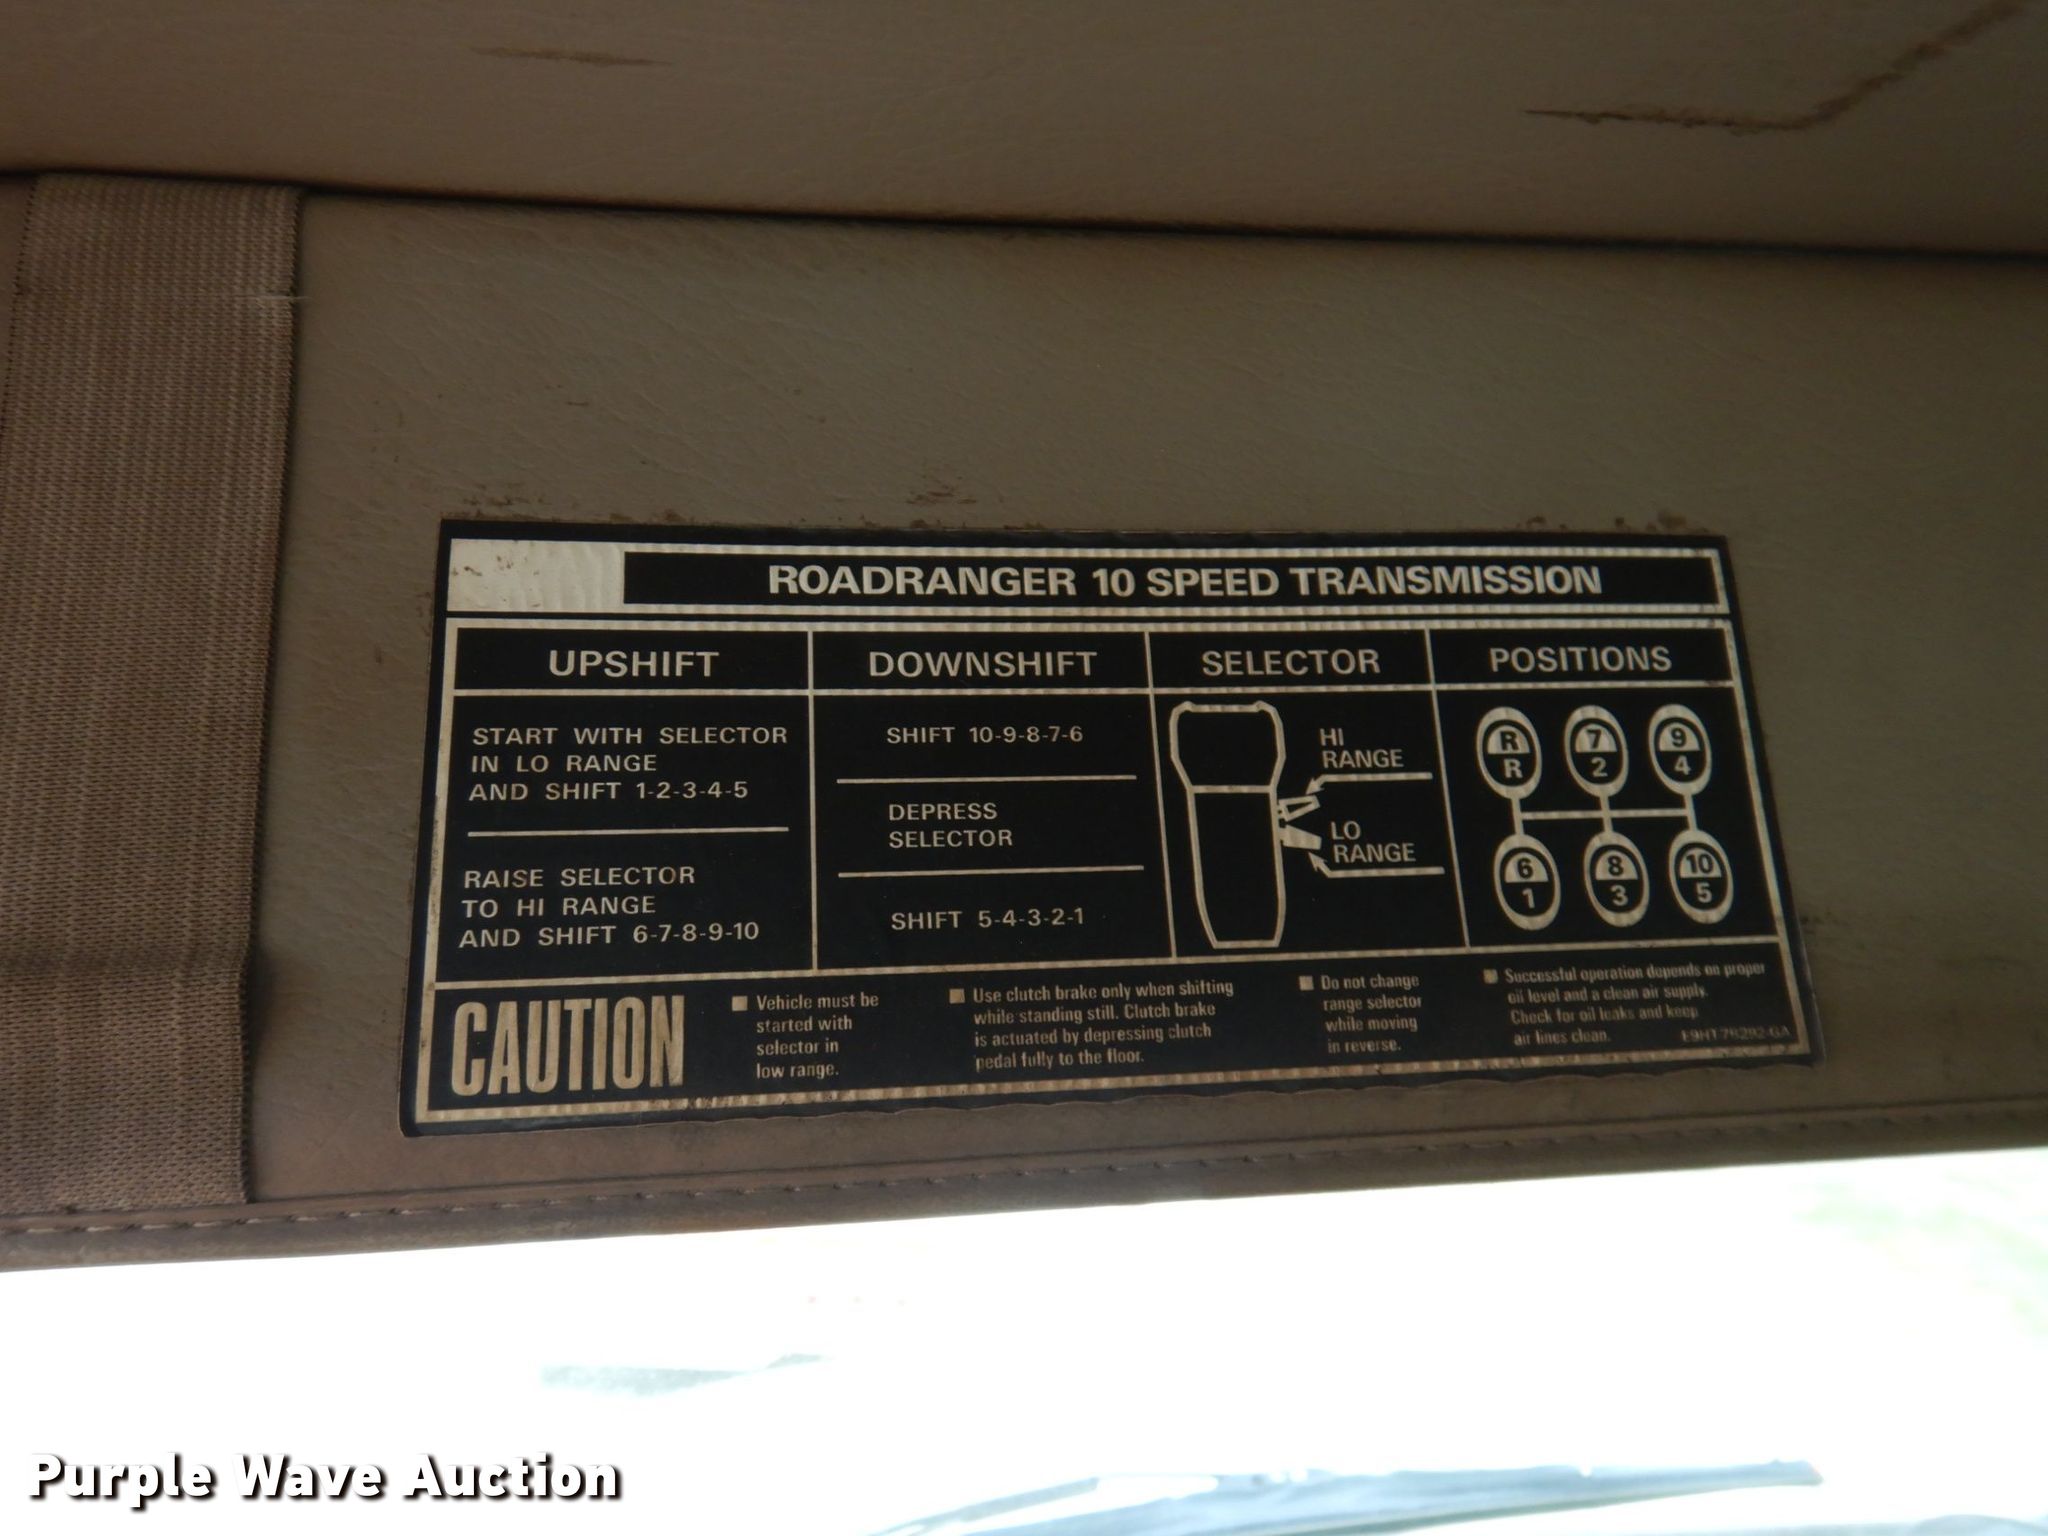 ROADRANGER 10 SPEED TRANSMISSION
UPSHIFT
START WITH SELECTOR
IN LO RANGE
AND SHIFT 1-2-3-4-5
RAISE SELECTOR
TO HI RANGE
AND SHIFT 6-7-8-9-10
DOWNSHIFT
SHIFT 10-9-8-7-6
DEPRESS
SELECTOR
SHIFT 5-4-3-2-1
SELECTOR
HI
RANGE
LO
RANGE
POSITIONS
R 7 9
R 2 4
6 8 10
1 3 5
CAUTION
■ Vehicle must be
started with
selector in
low range.
■ Use clutch brake only when shifting
while standing still. Clutch brake
is actuated by depressing clutch
pedal fully to the floor.
■ Do not change
range selector
while moving
in reverse.
■ Successful operation depends on proper
oil level and a clean air supply.
Check for oil leaks and keep
air lines clean.
E9HT-7B292-GA
Purple Wave Auction